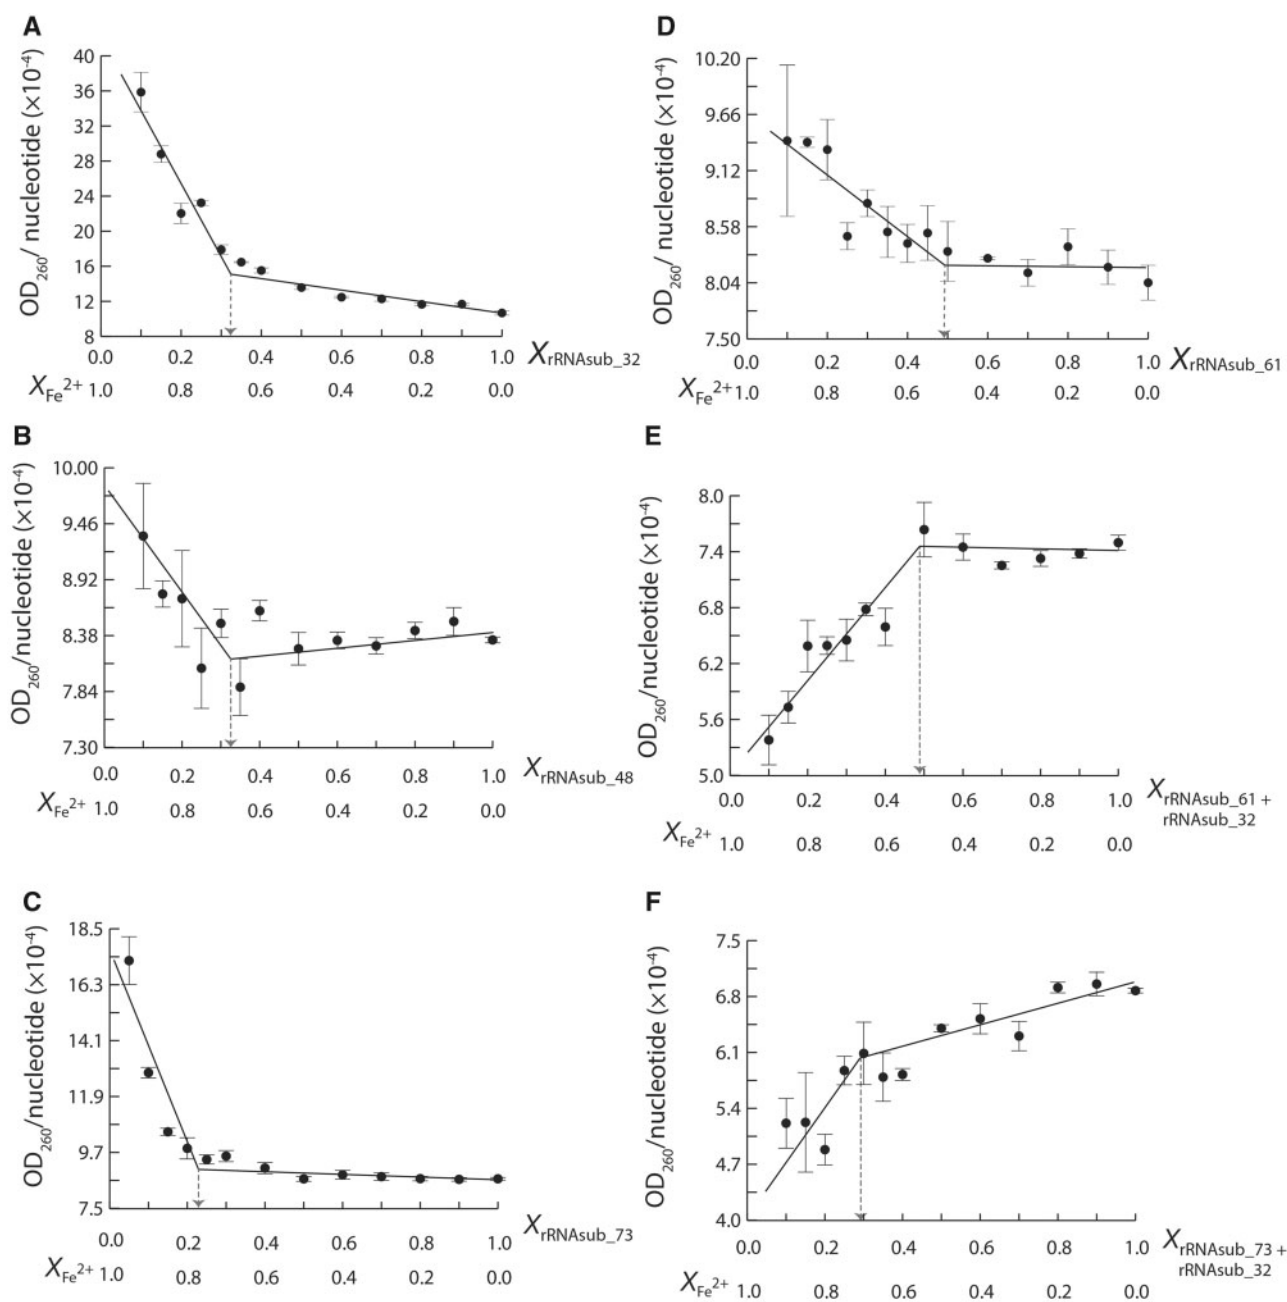 A
OD260/ nucleotide (×10-4)
40
36
32
28
24
20
16
12
8
0.0 0.2 0.4 0.6 0.8 1.0 XrRNAsub_32
XFe2+ 1.0 0.8 0.6 0.4 0.2 0.0
B
OD260/nucleotide (×10-4)
10.00
9.46
8.92
8.38
7.84
7.30
0.0 0.2 0.4 0.6 0.8 1.0 XrRNAsub_48
XFe2+ 1.0 0.8 0.6 0.4 0.2 0.0
C
OD260/nucleotide (×10-4)
18.5
16.3
14.1
11.9
9.7
7.5
0.0 0.2 0.4 0.6 0.8 1.0 XrRNAsub_73
XFe2+ 1.0 0.8 0.6 0.4 0.2 0.0
D
OD260/ nucleotide (×10-4)
10.20
9.66
9.12
8.58
8.04
7.50
0.0 0.2 0.4 0.6 0.8 1.0 XrRNAsub_61
XFe2+ 1.0 0.8 0.6 0.4 0.2 0.0
E
OD260/nucleotide (×10-4)
8.0
7.4
6.8
6.2
5.6
5.0
0.0 0.2 0.4 0.6 0.8 1.0 XrRNAsub_61 +
rRNAsub_32
XFe2+ 1.0 0.8 0.6 0.4 0.2 0.0
F
OD260/nucleotide (×10-4)
7.5
6.8
6.1
5.4
4.7
4.0
0.0 0.2 0.4 0.6 0.8 1.0 XrRNAsub_73 +
rRNAsub_32
XFe2+ 1.0 0.8 0.6 0.4 0.2 0.0